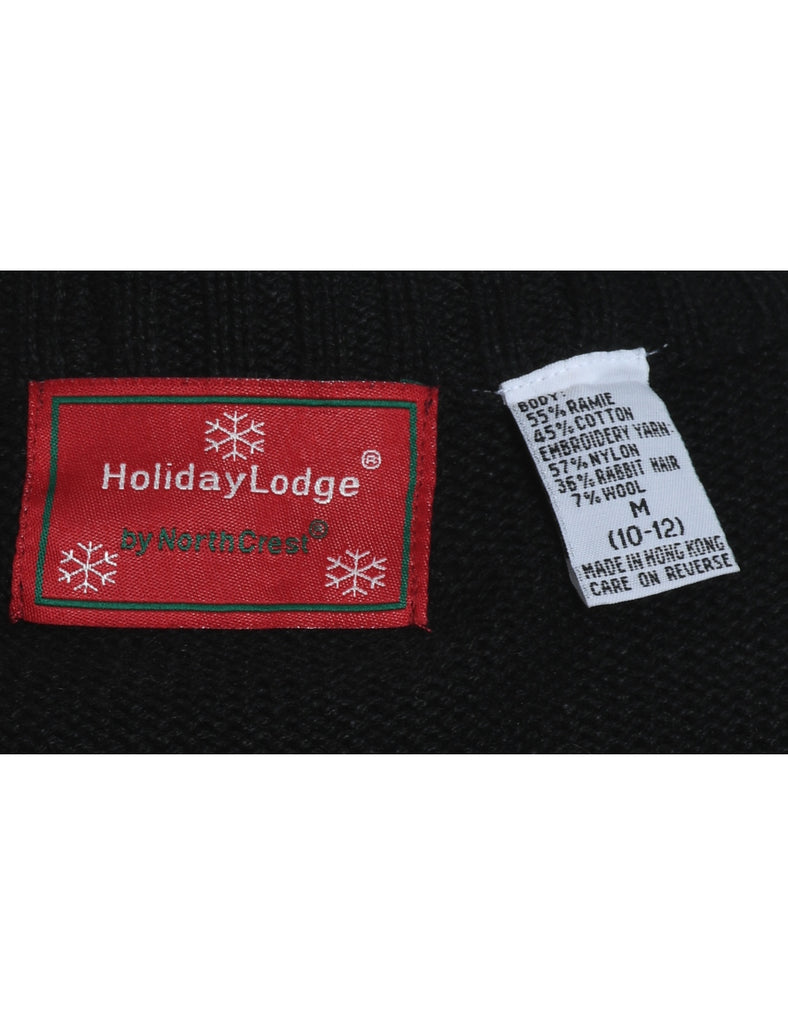 HolidayLodge®
by NorthCrest®
BODY:
55% RAMIE
45% COTTON
EMBROIDERY YARN:
57% NYLON
36% RABBIT HAIR
7% WOOL
M
(10-12)
MADE IN HONG KONG
CARE ON REVERSE